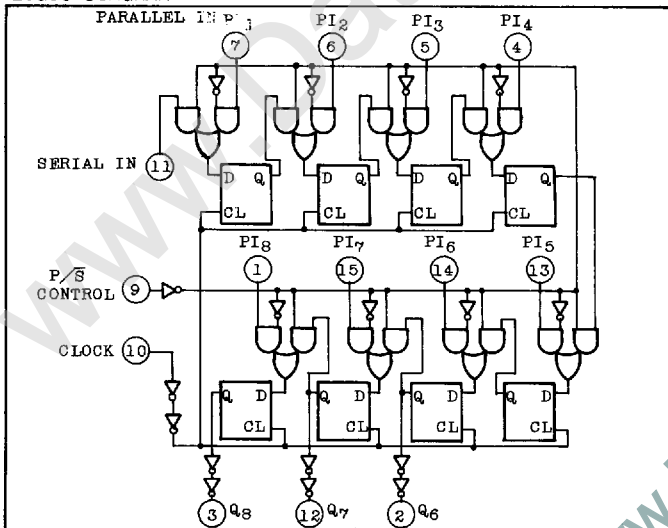 PARALLEL IN PI1 PI2 PI3 PI4
7 6 5 4
SERIAL IN 11
D Q D Q D Q D Q
CL CL CL CL
PI8 PI7 PI6 PI5
1 15 14 13
P/S̅
CONTROL 9
CLOCK 10
Q D Q D Q D Q D
CL CL CL CL
3 Q8 12 Q7 2 Q6